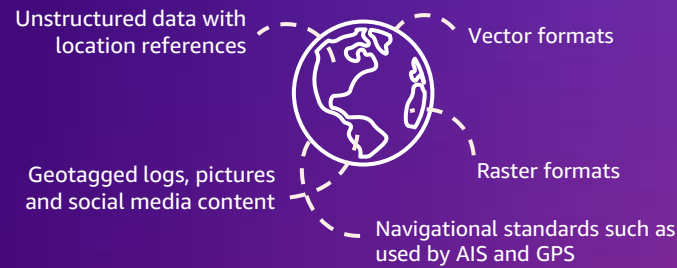 Unstructured data with
location references
Vector formats
Geotagged logs, pictures
and social media content
Raster formats
Navigational standards such as
used by AIS and GPS